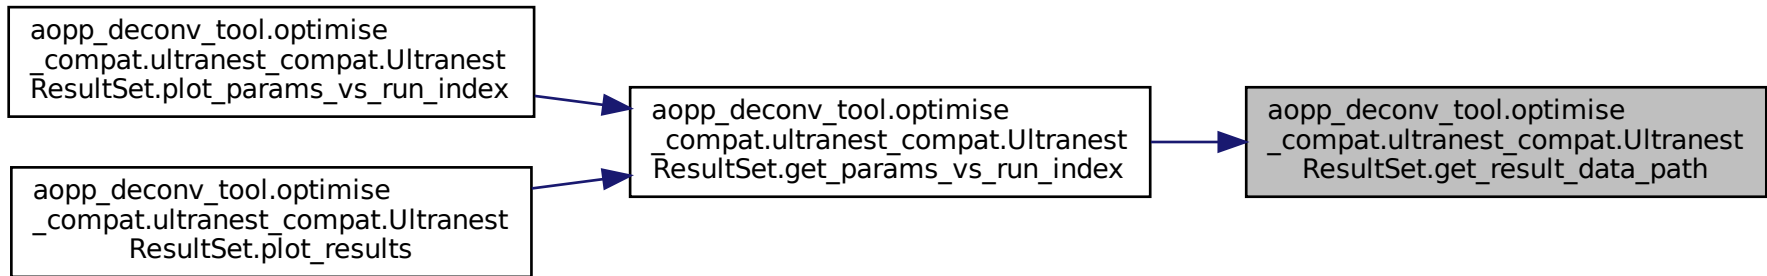 aopp_deconv_tool.optimise
_compat.ultranest_compat.Ultranest
ResultSet.plot_params_vs_run_index
aopp_deconv_tool.optimise
_compat.ultranest_compat.Ultranest
ResultSet.plot_results
aopp_deconv_tool.optimise
_compat.ultranest_compat.Ultranest
ResultSet.get_params_vs_run_index
aopp_deconv_tool.optimise
_compat.ultranest_compat.Ultranest
ResultSet.get_result_data_path